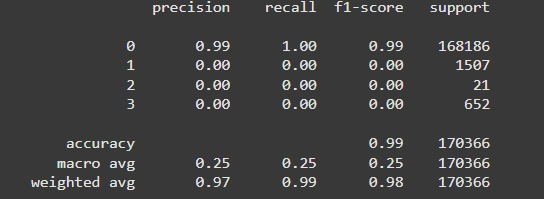 precision recall f1-score support
0 0.99 1.00 0.99 168186
1 0.00 0.00 0.00 1507
2 0.00 0.00 0.00 21
3 0.00 0.00 0.00 652
accuracy 0.99 170366
macro avg 0.25 0.25 0.25 170366
weighted avg 0.97 0.99 0.98 170366